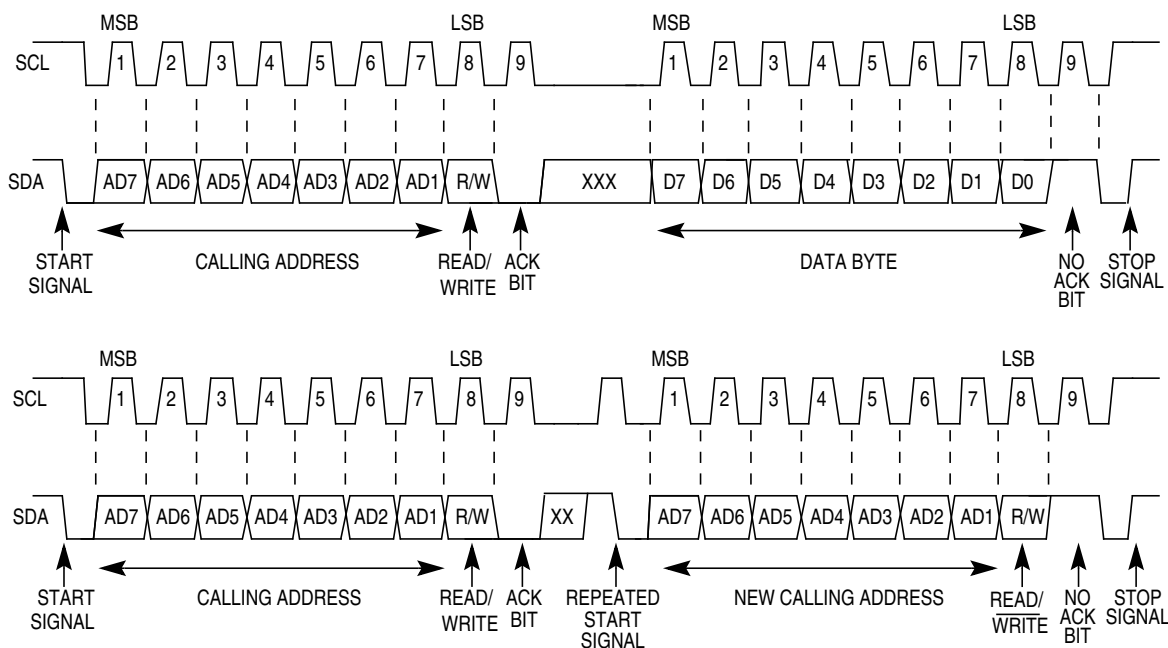 MSB LSB MSB LSB
SCL 1 2 3 4 5 6 7 8 9 1 2 3 4 5 6 7 8 9
SDA AD7 AD6 AD5 AD4 AD3 AD2 AD1 R/W XXX D7 D6 D5 D4 D3 D2 D1 D0
START
SIGNAL
CALLING ADDRESS
READ/
WRITE
ACK
BIT
DATA BYTE
NO
ACK
BIT
STOP
SIGNAL
MSB LSB MSB LSB
SCL 1 2 3 4 5 6 7 8 9 1 2 3 4 5 6 7 8 9
SDA AD7 AD6 AD5 AD4 AD3 AD2 AD1 R/W XX AD7 AD6 AD5 AD4 AD3 AD2 AD1 R/W
START
SIGNAL
CALLING ADDRESS
READ/
WRITE
ACK
BIT
REPEATED
START
SIGNAL
NEW CALLING ADDRESS
READ/
WRITE
NO
ACK
BIT
STOP
SIGNAL